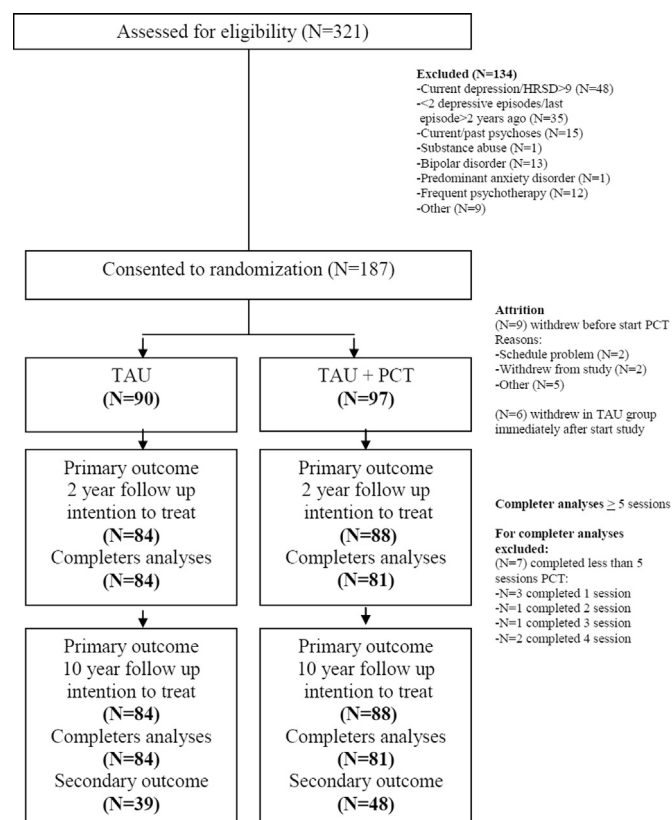 Assessed for eligibility (N=321)
Excluded (N=134)
-Current depression/HRSD>9 (N=48)
-<2 depressive episodes/last
episode>2 years ago (N=35)
-Current/past psychoses (N=15)
-Substance abuse (N=1)
-Bipolar disorder (N=13)
-Predominant anxiety disorder (N=1)
-Frequent psychotherapy (N=12)
-Other (N=9)
Consented to randomization (N=187)
Attrition
(N=9) withdrew before start PCT
Reasons:
-Schedule problem (N=2)
-Withdrew from study (N=2)
-Other (N=5)
(N=6) withdrew in TAU group
immediately after start study
TAU
(N=90)
TAU + PCT
(N=97)
Primary outcome
2 year follow up
intention to treat
(N=84)
Completers analyses
(N=84)
Primary outcome
2 year follow up
intention to treat
(N=88)
Completers analyses
(N=81)
Completer analyses ≥ 5 sessions
For completer analyses
excluded:
(N=7) completed less than 5
sessions PCT:
-N=3 completed 1 session
-N=1 completed 2 session
-N=1 completed 3 session
-N=2 completed 4 session
Primary outcome
10 year follow up
intention to treat
(N=84)
Completers analyses
(N=84)
Secondary outcome
(N=39)
Primary outcome
10 year follow up
intention to treat
(N=88)
Completers analyses
(N=81)
Secondary outcome
(N=48)